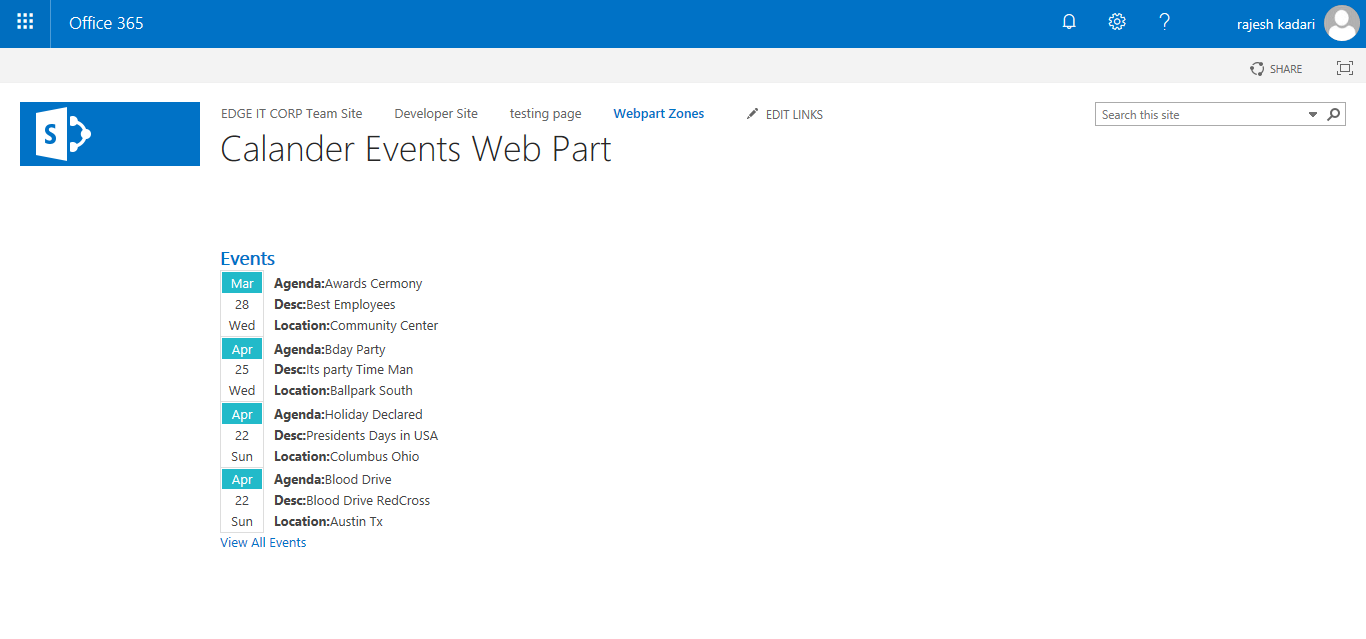 Office 365
rajesh kadari
SHARE
S
EDGE IT CORP Team Site Developer Site testing page Webpart Zones EDIT LINKS
Search this site
Calander Events Web Part
Events
Mar Agenda:Awards Cermony
28 Desc:Best Employees
Wed Location:Community Center
Apr Agenda:Bday Party
25 Desc:Its party Time Man
Wed Location:Ballpark South
Apr Agenda:Holiday Declared
22 Desc:Presidents Days in USA
Sun Location:Columbus Ohio
Apr Agenda:Blood Drive
22 Desc:Blood Drive RedCross
Sun Location:Austin Tx
View All Events